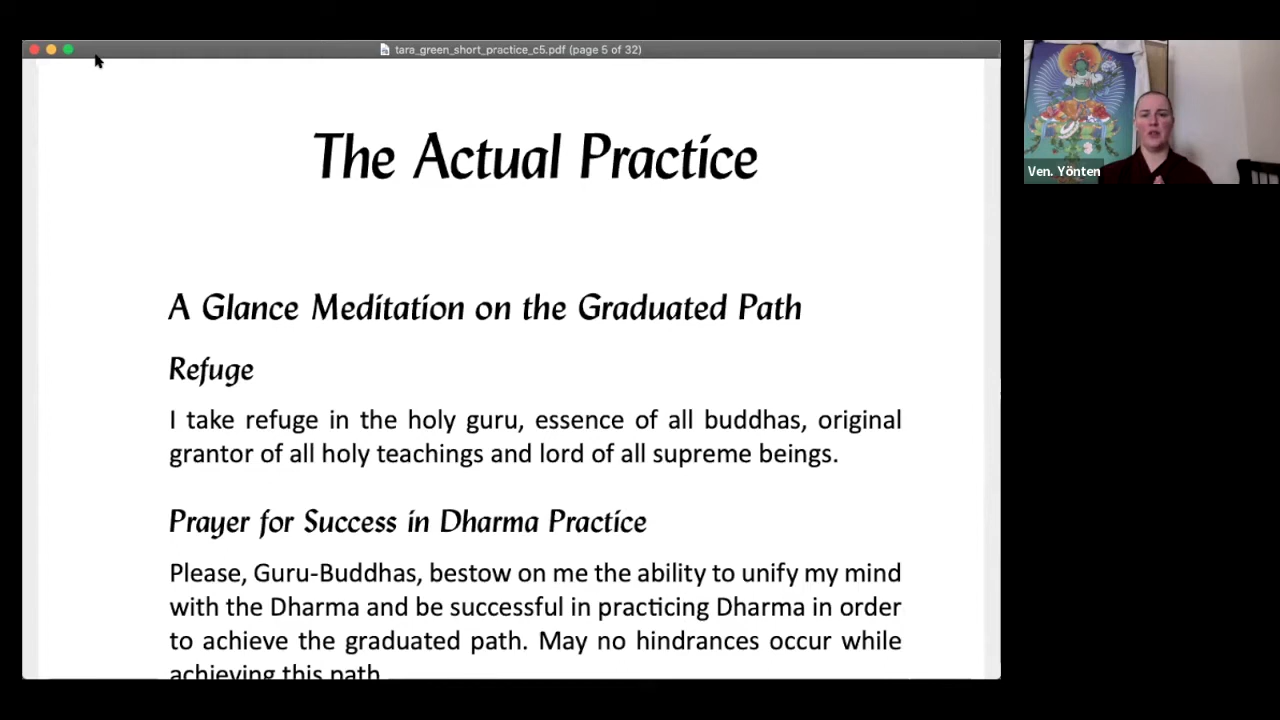 tara_green_short_practice_c5.pdf (page 5 of 32)
The Actual Practice
A Glance Meditation on the Graduated Path
Refuge
I take refuge in the holy guru, essence of all buddhas, original
grantor of all holy teachings and lord of all supreme beings.
Prayer for Success in Dharma Practice
Please, Guru-Buddhas, bestow on me the ability to unify my mind
with the Dharma and be successful in practicing Dharma in order
to achieve the graduated path. May no hindrances occur while
achieving this path.
Ven. Yönten